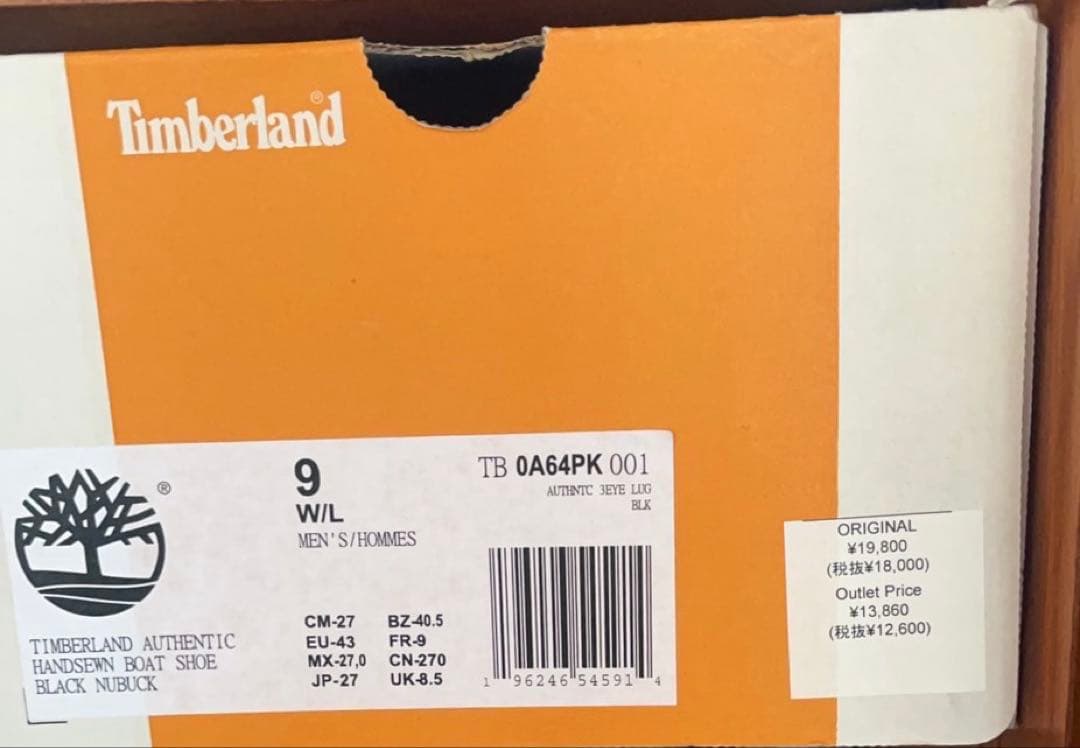 Timberland®
®
TIMBERLAND AUTHENTIC
HANDSEWN BOAT SHOE
BLACK NUBUCK
9
W/L
MEN'S/HOMMES
CM-27 BZ-40.5
EU-43 FR-9
MX-27,0 CN-270
JP-27 UK-8.5
TB 0A64PK 001
AUTHNTC 3EYE LUG
BLK
1 96246 54591 4
ORIGINAL
¥19,800
(税抜¥18,000)
Outlet Price
¥13,860
(税抜¥12,600)